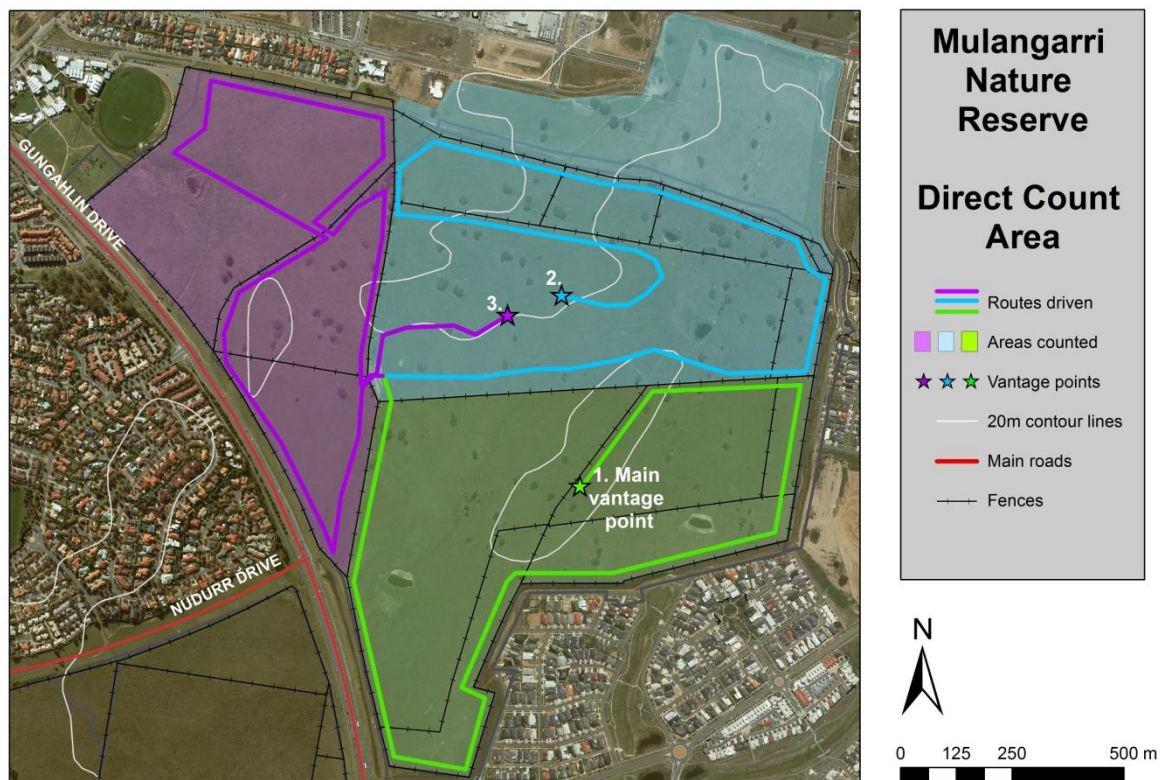 GUNGAHLIN DRIVE
2.
3.
1. Main
vantage
point
NUDURR DRIVE
Mulangarri
Nature
Reserve
Direct Count
Area
Routes driven
Areas counted
Vantage points
20m contour lines
Main roads
Fences
N
0 125 250 500 m